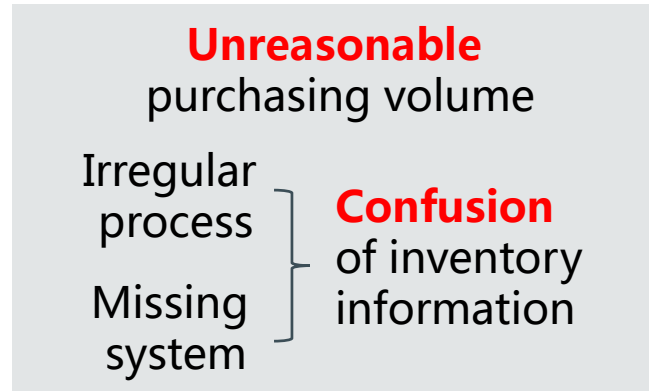 Unreasonable
purchasing volume
Irregular
process
Missing
system
Confusion
of inventory
information